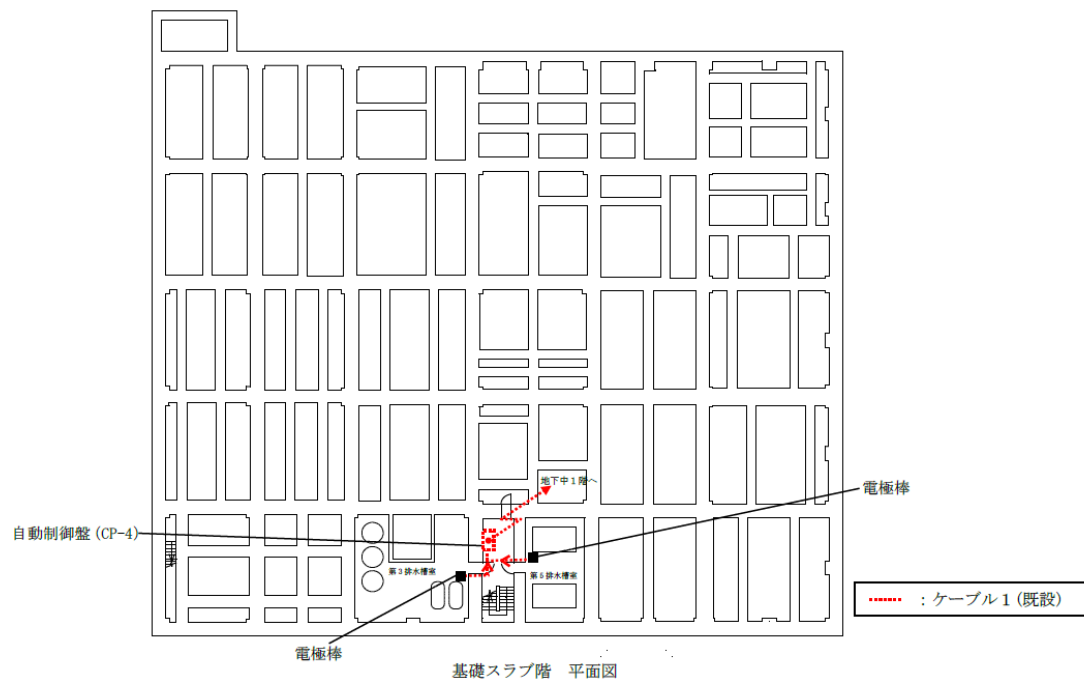 地下中1階へ
電極棒
自動制御盤 (CP-4)
第3排水槽室
第5排水槽室
：ケーブル1 (既設)
電極棒
基礎スラブ階 平面図